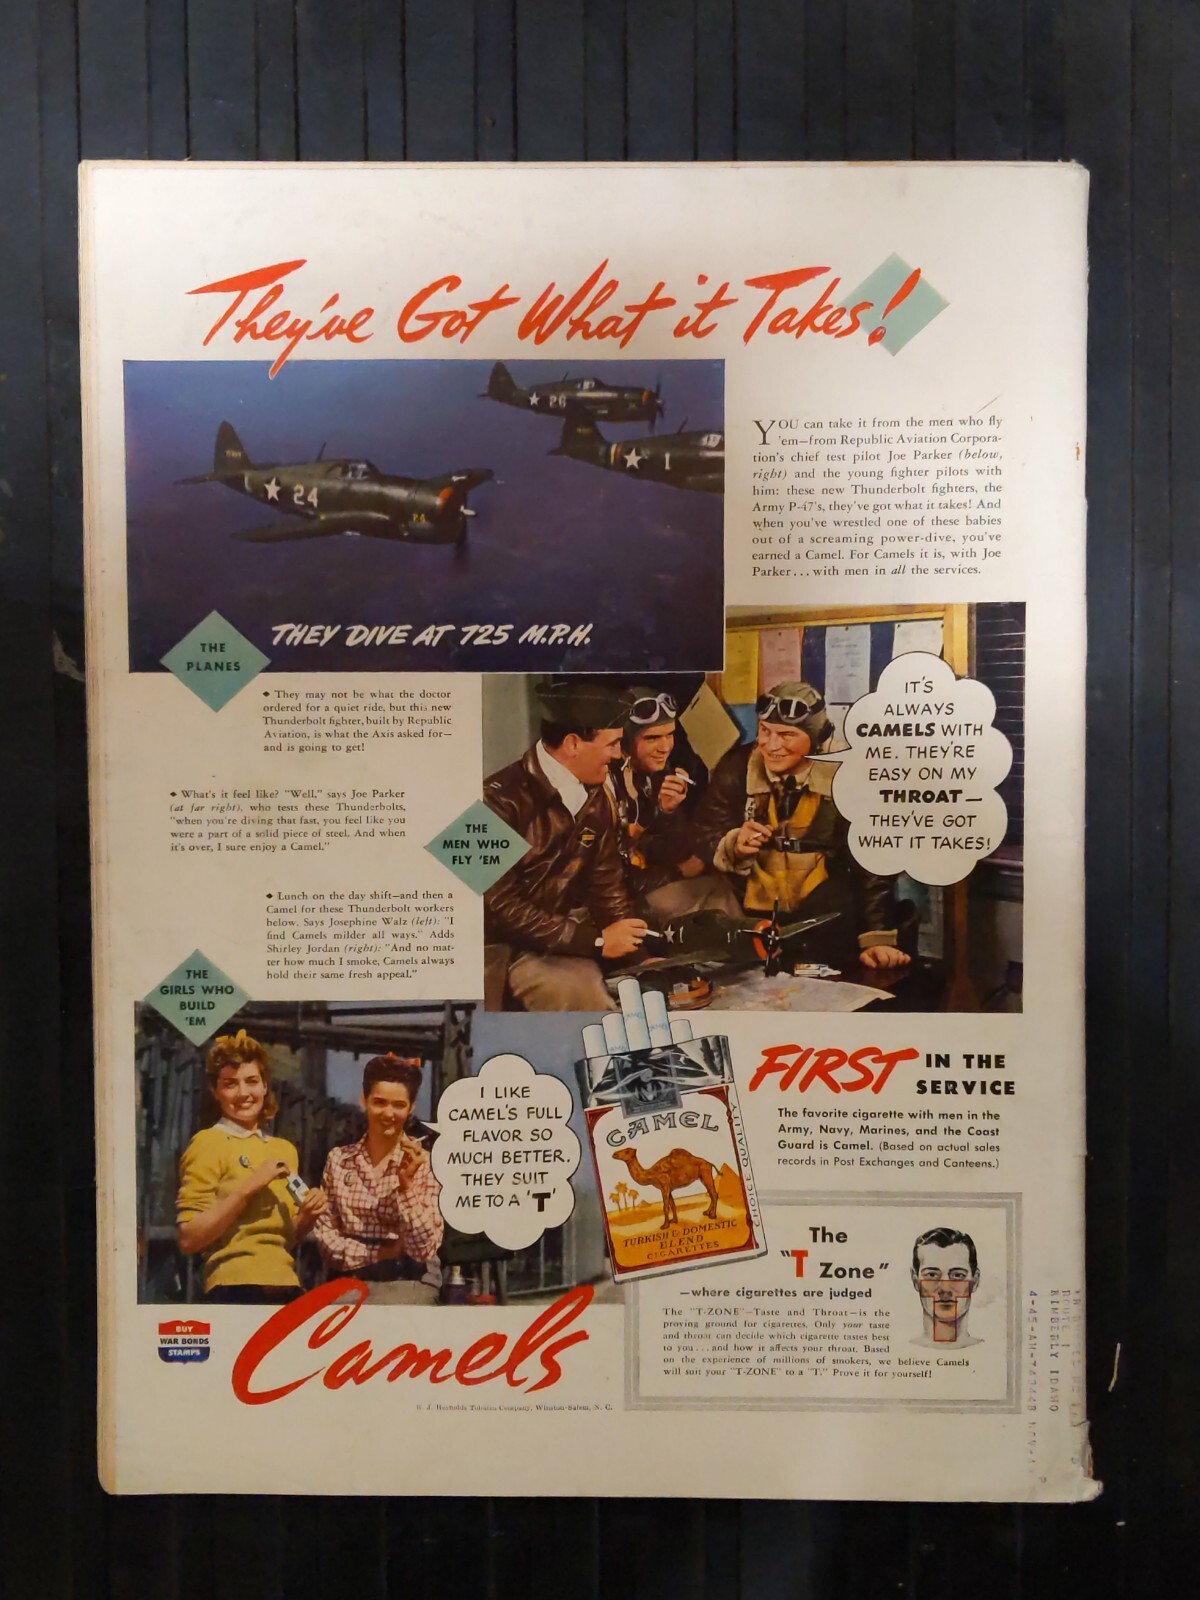 They've Got What it Takes!
26
1
24
24
THEY DIVE AT 725 M.P.H.
YOU can take it from the men who fly
'em—from Republic Aviation Corpora-
tion's chief test pilot Joe Parker (below,
right) and the young fighter pilots with
him: these new Thunderbolt fighters, the
Army P-47's, they've got what it takes! And
when you've wrestled one of these babies
out of a screaming power-dive, you've
earned a Camel. For Camels it is, with Joe
Parker... with men in all the services.
THE
PLANES
◆ They may not be what the doctor
ordered for a quiet ride, but this new
Thunderbolt fighter, built by Republic
Aviation, is what the Axis asked for—
and is going to get!
◆ What's it feel like? "Well," says Joe Parker
(at far right), who tests these Thunderbolts,
"when you're diving that fast, you feel like you
were a part of a solid piece of steel. And when
it's over, I sure enjoy a Camel."
THE
MEN WHO
FLY 'EM
IT'S
ALWAYS
CAMELS WITH
ME. THEY'RE
EASY ON MY
THROAT—
THEY'VE GOT
WHAT IT TAKES!
◆ Lunch on the day shift—and then a
Camel for these Thunderbolt workers
below. Says Josephine Walz (left): "I
find Camels milder all ways." Adds
Shirley Jordan (right): "And no mat-
ter how much I smoke, Camels always
hold their same fresh appeal."
THE
GIRLS WHO
BUILD
'EM
I LIKE
CAMEL'S FULL
FLAVOR SO
MUCH BETTER.
THEY SUIT
ME TO A 'T'
CAMEL
CHOICE QUALITY
TURKISH & DOMESTIC
BLEND
CIGARETTES
FIRST IN THE
SERVICE
The favorite cigarette with men in the
Army, Navy, Marines, and the Coast
Guard is Camel. (Based on actual sales
records in Post Exchanges and Canteens.)
The
"T Zone"
—where cigarettes are judged
The "T-ZONE"—Taste and Throat—is the
proving ground for cigarettes. Only your taste
and throat can decide which cigarette tastes best
to you...and how it affects your throat. Based
on the experience of millions of smokers, we believe Camels
will suit your "T-ZONE" to a "T." Prove it for yourself!
BUY
WAR BONDS
STAMPS
Camels
R. J. Reynolds Tobacco Company, Winston-Salem, N. C.
ROUTE 1
KIMBERLY IDAHO